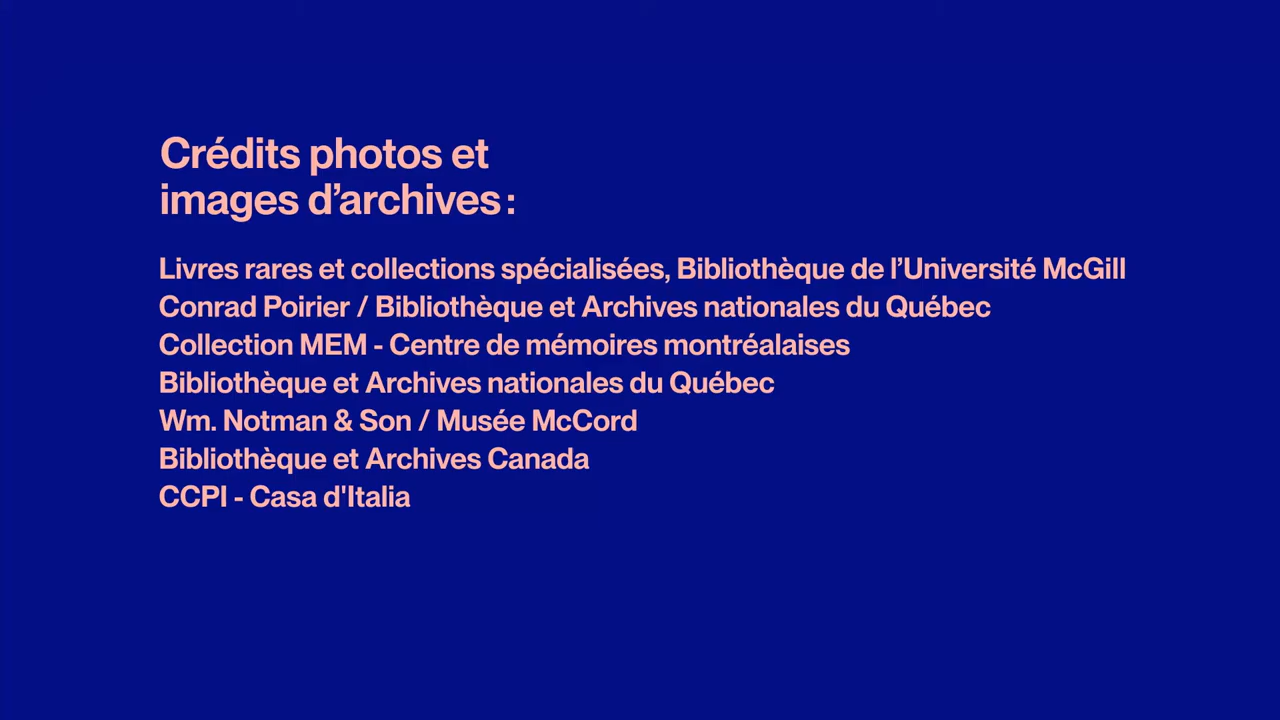 Crédits photos et
images d’archives :
Livres rares et collections spécialisées, Bibliothèque de l’Université McGill
Conrad Poirier / Bibliothèque et Archives nationales du Québec
Collection MEM - Centre de mémoires montréalaises
Bibliothèque et Archives nationales du Québec
Wm. Notman & Son / Musée McCord
Bibliothèque et Archives Canada
CCPI - Casa d'Italia